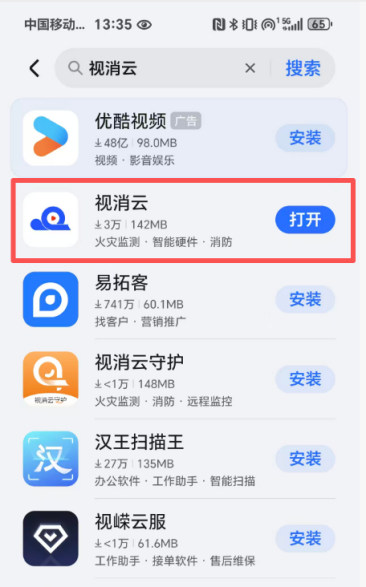 中国移动... 13:35 5G 65
视消云 搜索
优酷视频 广告
48亿 98.0MB
视频·影音娱乐
安装
视消云
3万 142MB
火灾监测·智能硬件·消防
打开
易拓客
741万 60.1MB
找客户·营销推广
安装
视消云守护
视消云守护
<1万 148MB
火灾监测·消防·远程监控
安装
汉
汉王扫描王
27万 135MB
办公软件·工作助手·智能扫描
安装
视嵘云服
<1万 61.6MB
工作助手·接单软件·售后维保
安装